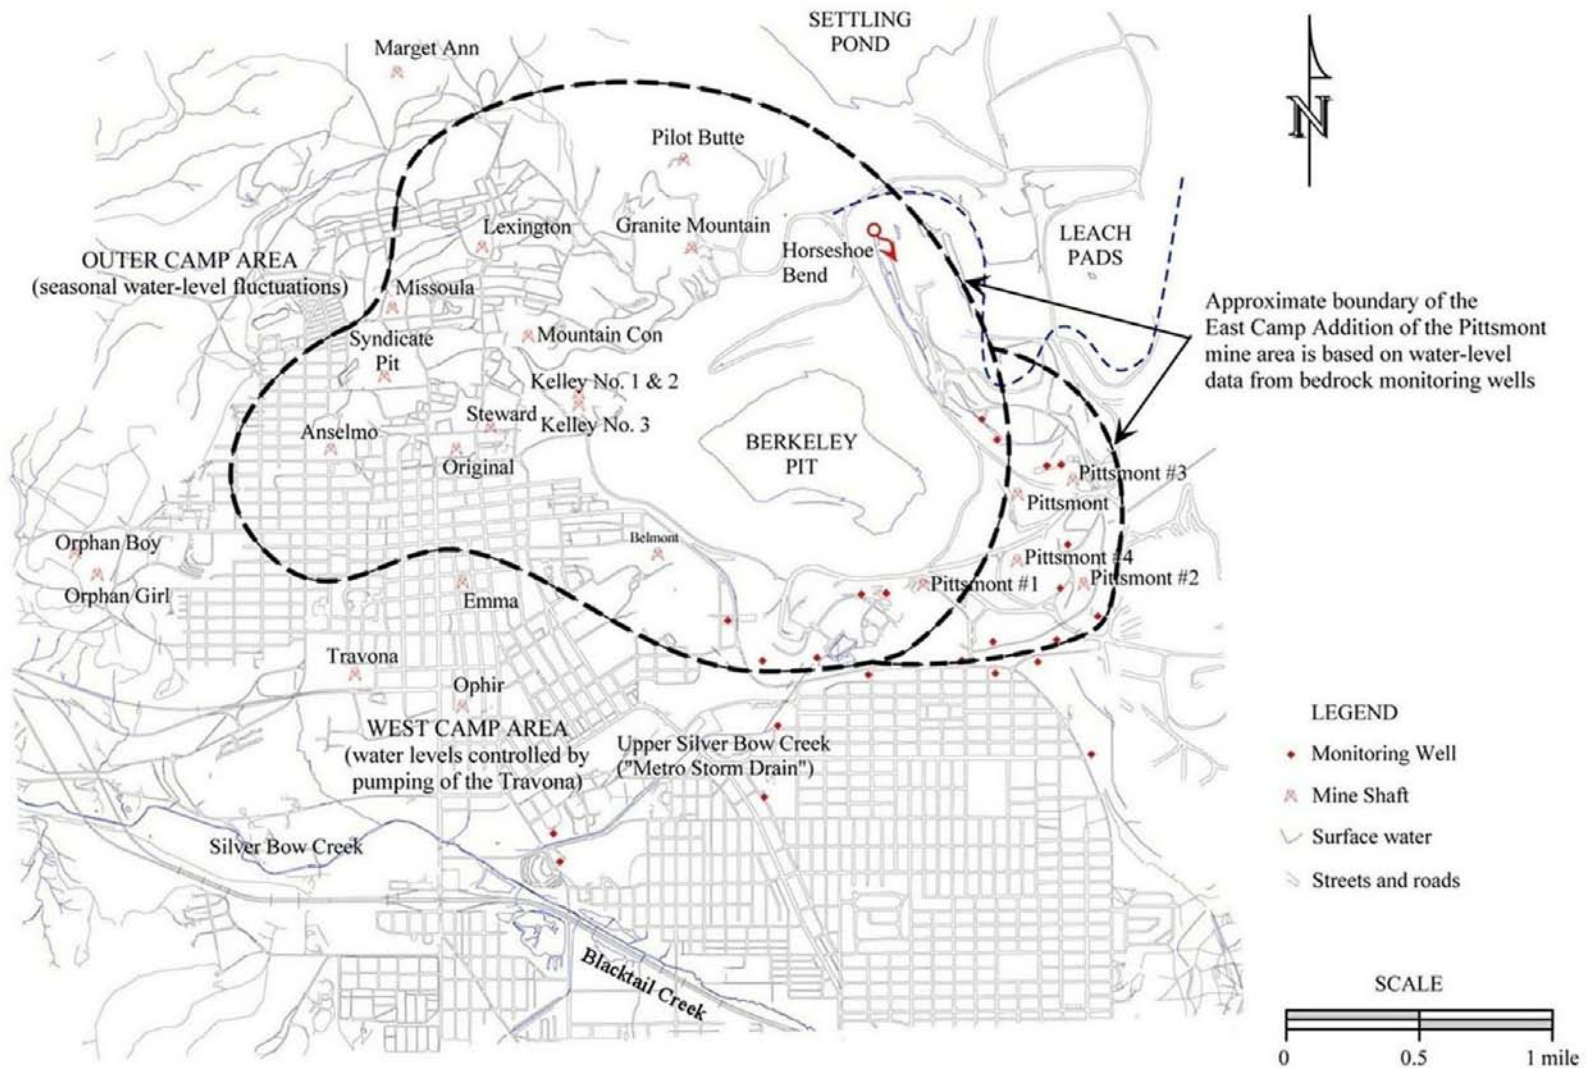 SETTLING
POND
Marget Ann
N
Pilot Butte
Lexington
Granite Mountain
Horseshoe
Bend
LEACH
PADS
OUTER CAMP AREA
(seasonal water-level fluctuations)
Missoula
Approximate boundary of the
East Camp Addition of the Pittsmont
mine area is based on water-level
data from bedrock monitoring wells
Syndicate
Pit
Mountain Con
Kelley No. 1 & 2
Steward
Kelley No. 3
Anselmo
Original
BERKELEY
PIT
Pittsmont #3
Pittsmont
Orphan Boy
Belmont
Pittsmont #4
Orphan Girl
Emma
Pittsmont #1
Pittsmont #2
Travona
Ophir
WEST CAMP AREA
(water levels controlled by
pumping of the Travona)
Upper Silver Bow Creek
("Metro Storm Drain")
LEGEND
Monitoring Well
Mine Shaft
Surface water
Streets and roads
Silver Bow Creek
Blacktail Creek
SCALE
0 0.5 1 mile